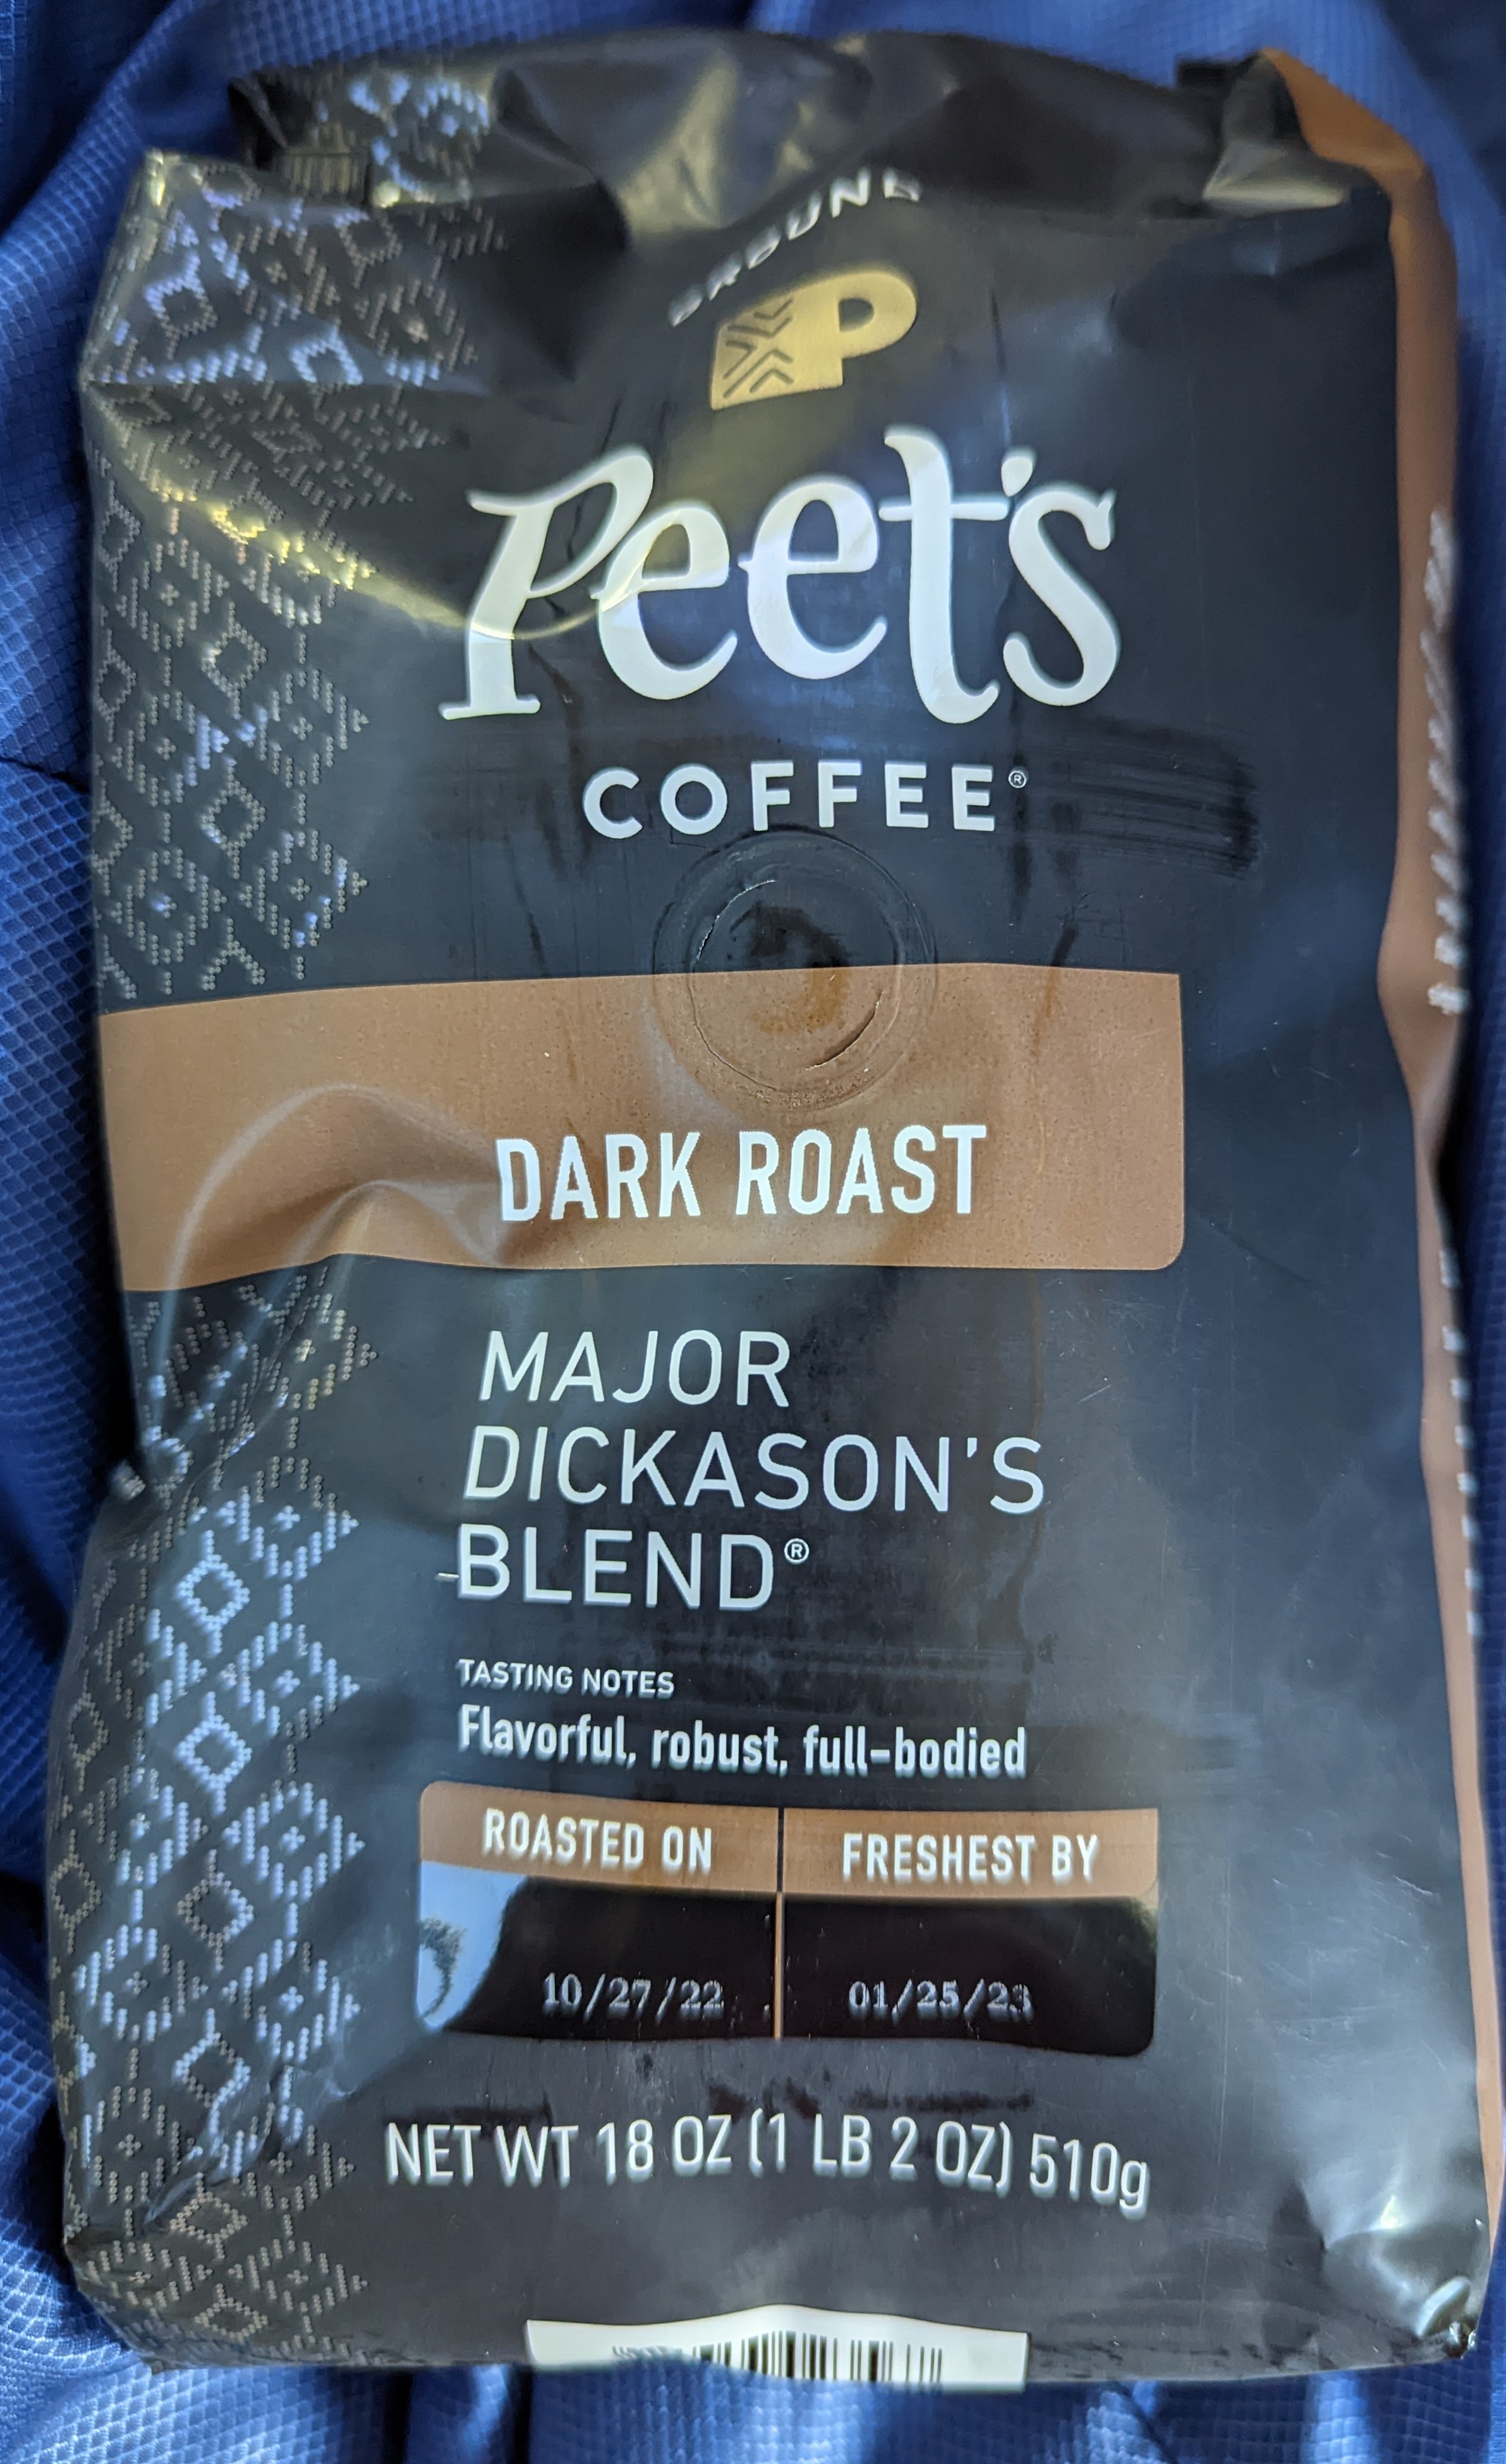 GROUND
Peet's
COFFEE®
DARK ROAST
MAJOR
DICKASON'S
BLEND®
TASTING NOTES
Flavorful, robust, full-bodied
ROASTED ON FRESHEST BY
10/27/22 01/25/23
NET WT 18 OZ (1 LB 2 OZ) 510g